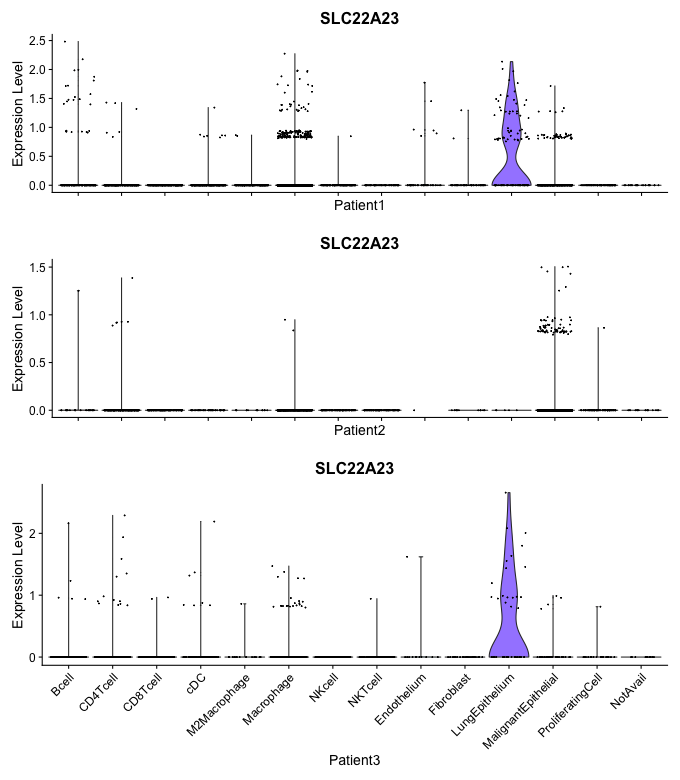 SLC22A23
Expression Level
2.5
2.0
1.5
1.0
0.5
0.0
Patient1
SLC22A23
Expression Level
1.5
1.0
0.5
0.0
Patient2
SLC22A23
Expression Level
2
1
0
Bcell
CD4Tcell
CD8Tcell
cDC
M2Macrophage
Macrophage
NKcell
NKTcell
Endothelium
Fibroblast
LungEpithelium
MalignantEpithelial
ProliferatingCell
NotAvail
Patient3